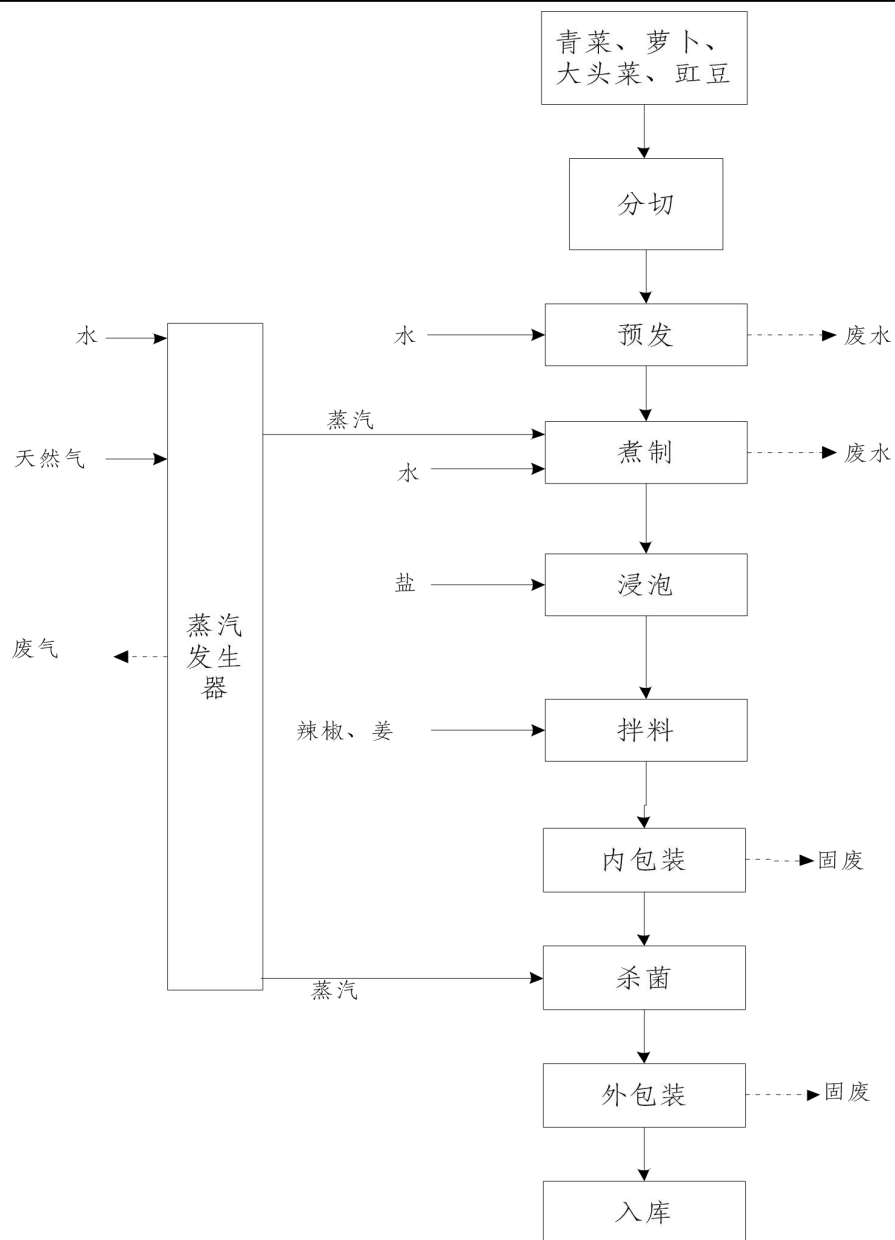 青菜、萝卜、
大头菜、豇豆
分切
水
水
预发
废水
蒸汽
天然气
水
煮制
废水
盐
浸泡
废气
蒸汽
发生
器
辣椒、姜
拌料
内包装
固废
蒸汽
杀菌
外包装
固废
入库